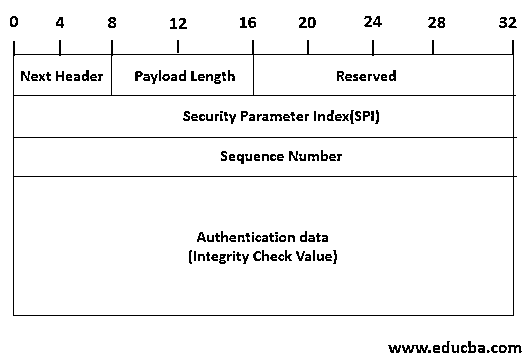 0 4 8 12 16 20 24 28 32
Next Header Payload Length Reserved
Security Parameter Index(SPI)
Sequence Number
Authentication data
(Integrity Check Value)
www.educba.com